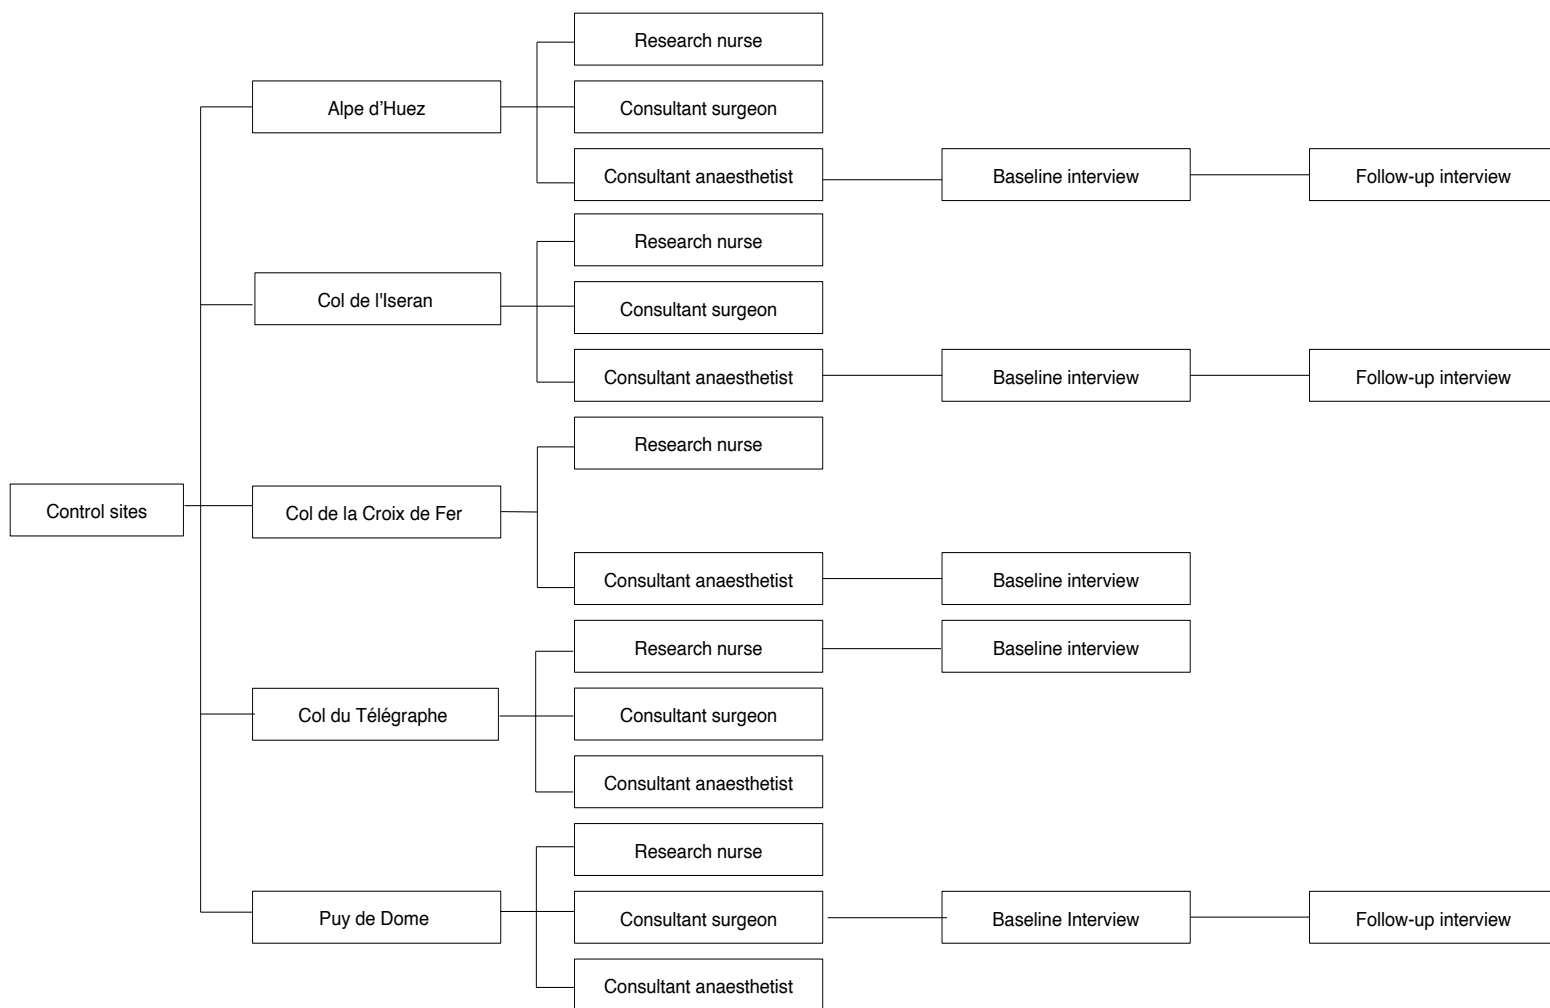 Control sites
Alpe d’Huez
Research nurse
Consultant surgeon
Consultant anaesthetist
Baseline interview
Follow-up interview
Col de l'Iseran
Research nurse
Consultant surgeon
Consultant anaesthetist
Baseline interview
Follow-up interview
Col de la Croix de Fer
Research nurse
Consultant anaesthetist
Baseline interview
Col du Télégraphe
Research nurse
Baseline interview
Consultant surgeon
Consultant anaesthetist
Puy de Dome
Research nurse
Consultant surgeon
Baseline Interview
Follow-up interview
Consultant anaesthetist